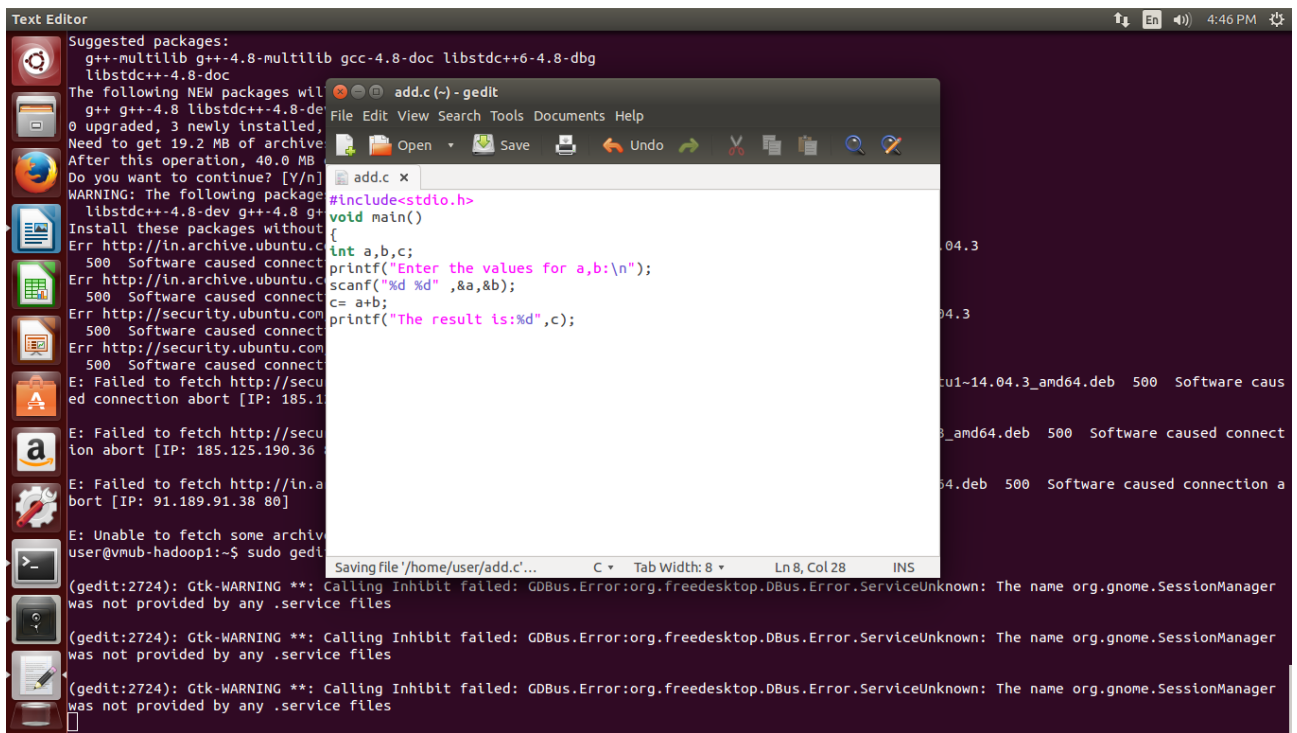 Text Editor
En
4:46 PM
Suggested packages:
g++-multilib g++-4.8-multilib gcc-4.8-doc libstdc++6-4.8-dbg
libstdc++-4.8-doc
The following NEW packages wil
g++ g++-4.8 libstdc++-4.8-de
0 upgraded, 3 newly installed,
Need to get 19.2 MB of archive
After this operation, 40.0 MB
Do you want to continue? [Y/n]
WARNING: The following package
libstdc++-4.8-dev g++-4.8 g+
Install these packages without
Err http://in.archive.ubuntu.c
.04.3
500 Software caused connect
Err http://in.archive.ubuntu.c
500 Software caused connect
Err http://security.ubuntu.com
04.3
500 Software caused connect
Err http://security.ubuntu.com
500 Software caused connect
E: Failed to fetch http://secu
tu1~14.04.3_amd64.deb 500 Software caus
ed connection abort [IP: 185.1
E: Failed to fetch http://secu
3_amd64.deb 500 Software caused connect
ion abort [IP: 185.125.190.36
E: Failed to fetch http://in.a
64.deb 500 Software caused connection a
bort [IP: 91.189.91.38 80]
E: Unable to fetch some archiv
user@vmub-hadoop1:~$ sudo gedi
(gedit:2724): Gtk-WARNING **: Calling Inhibit failed: GDBus.Error:org.freedesktop.DBus.Error.ServiceUnknown: The name org.gnome.SessionManager
was not provided by any .service files
(gedit:2724): Gtk-WARNING **: Calling Inhibit failed: GDBus.Error:org.freedesktop.DBus.Error.ServiceUnknown: The name org.gnome.SessionManager
was not provided by any .service files
(gedit:2724): Gtk-WARNING **: Calling Inhibit failed: GDBus.Error:org.freedesktop.DBus.Error.ServiceUnknown: The name org.gnome.SessionManager
was not provided by any .service files
add.c (~) - gedit
File Edit View Search Tools Documents Help
Open Save Undo
add.c
#include<stdio.h>
void main()
{
int a,b,c;
printf("Enter the values for a,b:\n");
scanf("%d %d" ,&a,&b);
c= a+b;
printf("The result is:%d",c);
Saving file '/home/user/add.c'... C Tab Width: 8 Ln 8, Col 28 INS